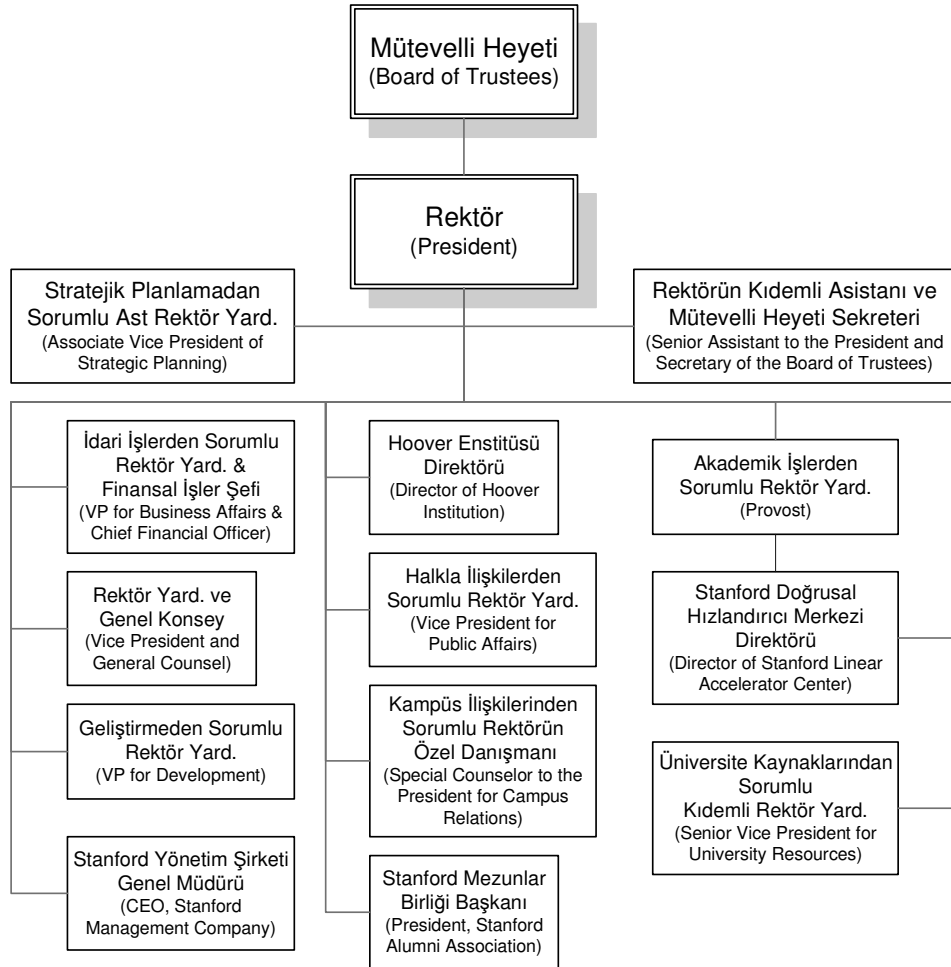 Mütevelli Heyeti
(Board of Trustees)
Rektör
(President)
Stratejik Planlamadan
Sorumlu Ast Rektör Yard.
(Associate Vice President of
Strategic Planning)
Rektörün Kıdemli Asistanı ve
Mütevelli Heyeti Sekreteri
(Senior Assistant to the President and
Secretary of the Board of Trustees)
İdari İşlerden Sorumlu
Rektör Yard. &
Finansal İşler Şefi
(VP for Business Affairs &
Chief Financial Officer)
Rektör Yard. ve
Genel Konsey
(Vice President and
General Counsel)
Geliştirmeden Sorumlu
Rektör Yard.
(VP for Development)
Stanford Yönetim Şirketi
Genel Müdürü
(CEO, Stanford
Management Company)
Hoover Enstitüsü
Direktörü
(Director of Hoover
Institution)
Halkla İlişkilerden
Sorumlu Rektör Yard.
(Vice President for
Public Affairs)
Kampüs İlişkilerinden
Sorumlu Rektörün
Özel Danışmanı
(Special Counselor to the
President for Campus
Relations)
Stanford Mezunlar
Birliği Başkanı
(President, Stanford
Alumni Association)
Akademik İşlerden
Sorumlu Rektör Yard.
(Provost)
Stanford Doğrusal
Hızlandırıcı Merkezi
Direktörü
(Director of Stanford Linear
Accelerator Center)
Üniversite Kaynaklarından
Sorumlu
Kıdemli Rektör Yard.
(Senior Vice President for
University Resources)